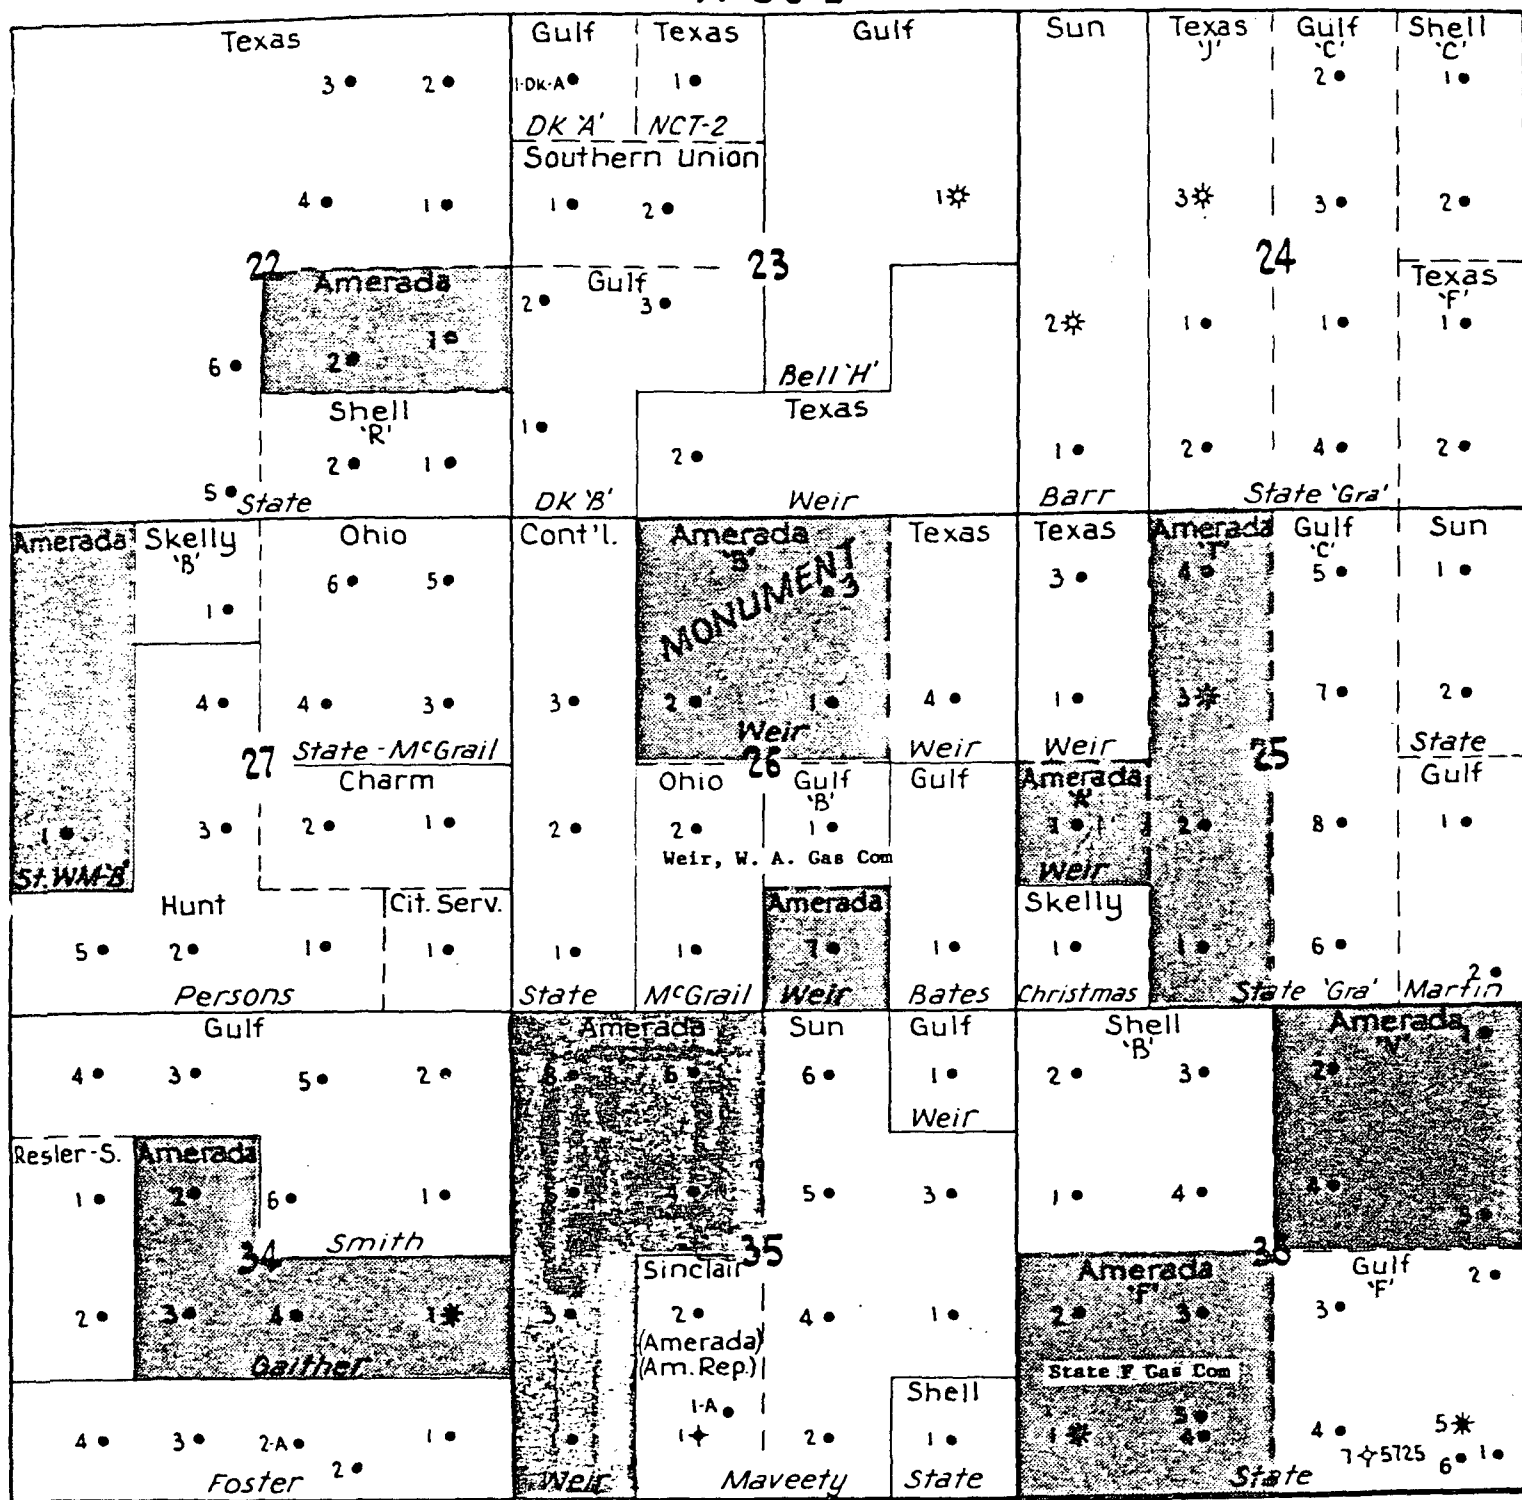 Texas Gulf Texas Gulf Sun Texas Gulf Shell
'J' 'C' 'C'
3 2 1-DK-A 1 2 1
DK 'A' NCT-2
Southern Union
4 1 1 2 1 3 3 2
22 23 24
Amerada Gulf Texas
'F'
2 3
1 2 1 1 1
2
6
Bell 'H'
Shell Texas
'R'
1
2 1 2 1 2 4 2
5 State DK 'B' Weir Barr State 'Gra'
Amerada Skelly Ohio Cont'l. Amerada Texas Texas Amerada Gulf Sun
'B' 'B' 'T' 'C'
6 5 3 3 4 5 1
1
MONUMENT
4 4 3 3 2 1 4 1 3 7 2
Weir
State-McGrail Weir Weir State
27 26 25
Charm Ohio Gulf Gulf Amerada Gulf
'B' 'A'
1 3 2 1 2 2 1 1 2 8 1
Weir, W. A. Gas Com
St. WM-'B' Weir
Hunt Cit. Serv. Amerada Skelly
5 2 1 1 1 1 7 1 1 1 6
2
Persons State McGrail Weir Bates Christmas State 'Gra' Martin
Gulf Amerada Sun Gulf Shell Amerada
'B' "V"
4 3 5 2 6 6 1 2 3 2
Weir
Resler-S. Amerada
1 2 6 1 5 3 1 4 4
Smith
34 35 36
Sinclair Amerada Gulf
'F' 'F'
2
2 3 4 1 3 2 4 1 2 3 3
(Amerada)
(Am. Rep.)
Gaither State F Gas Com
Shell
1-A
4 3 2-A 1 1 1 2 1 1 4 4 5
7 5725 6 1
2
Foster Weir Maveety State State